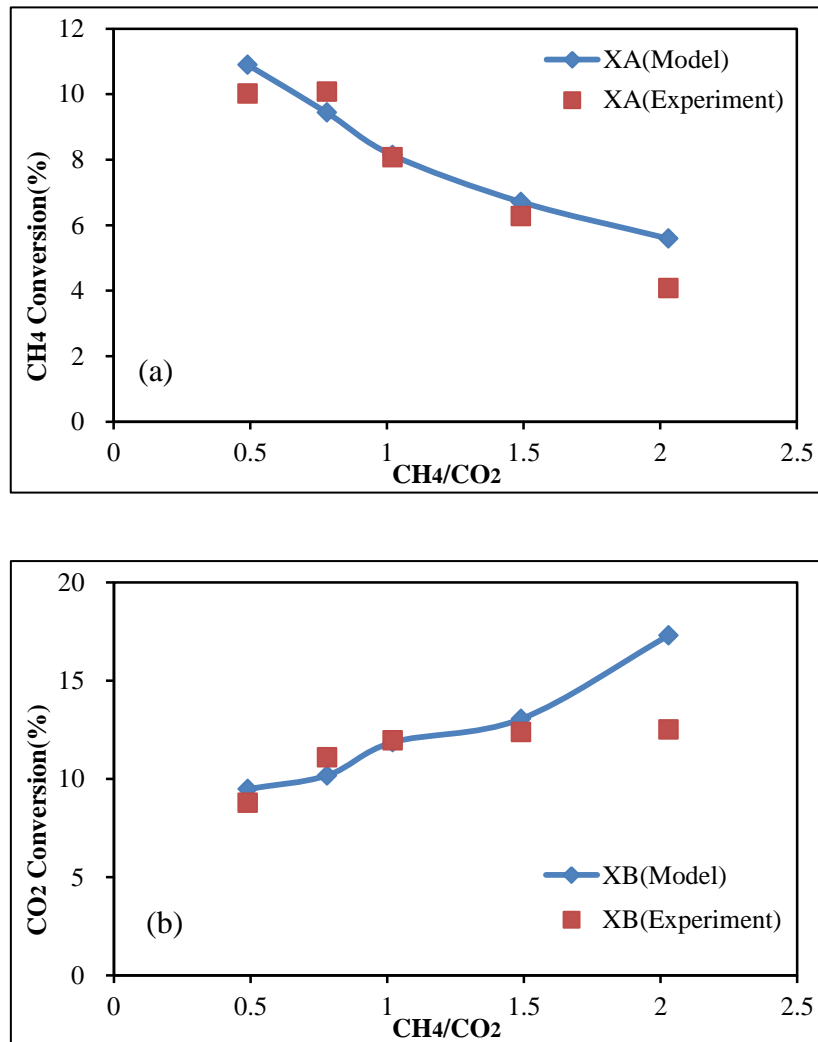 12
10
8
6
4
2
0
0
0.5
1
1.5
2
2.5
CH4 Conversion(%)
CH4/CO2
XA(Model)
XA(Experiment)
(a)
20
15
10
5
0
0
0.5
1
1.5
2
2.5
CO2 Conversion(%)
CH4/CO2
XB(Model)
XB(Experiment)
(b)